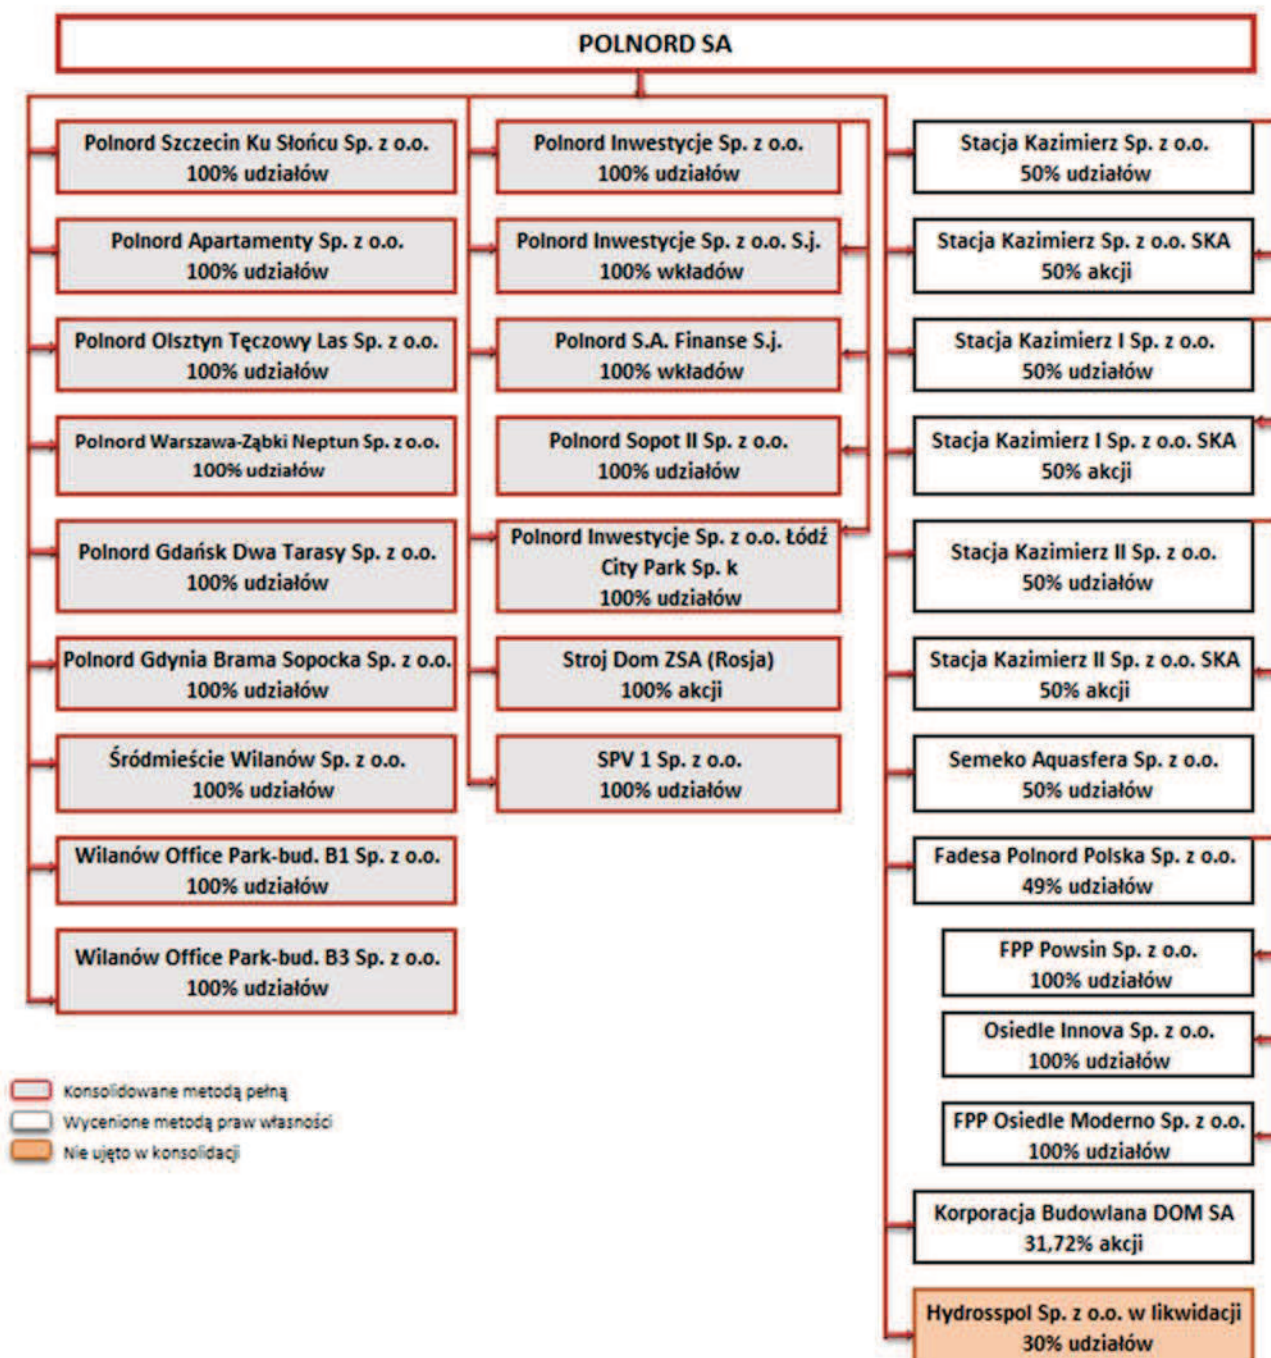 POLNORD SA
Polnord Szczecin Ku Słońcu Sp. z o.o.
100% udziałów
Polnord Apartamenty Sp. z o.o.
100% udziałów
Polnord Olsztyn Tęczowy Las Sp. z o.o.
100% udziałów
Polnord Warszawa-Ząbki Neptun Sp. z o.o.
100% udziałów
Polnord Gdańsk Dwa Tarasy Sp. z o.o.
100% udziałów
Polnord Gdynia Brama Sopocka Sp. z o.o.
100% udziałów
Śródmieście Wilanów Sp. z o.o.
100% udziałów
Wilanów Office Park-bud. B1 Sp. z o.o.
100% udziałów
Wilanów Office Park-bud. B3 Sp. z o.o.
100% udziałów
Polnord Inwestycje Sp. z o.o.
100% udziałów
Polnord Inwestycje Sp. z o.o. S.j.
100% wkładów
Polnord S.A. Finanse S.j.
100% wkładów
Polnord Sopot II Sp. z o.o.
100% udziałów
Polnord Inwestycje Sp. z o.o. Łódź
City Park Sp. k
100% udziałów
Stroj Dom ZSA (Rosja)
100% akcji
SPV 1 Sp. z o.o.
100% udziałów
Stacja Kazimierz Sp. z o.o.
50% udziałów
Stacja Kazimierz Sp. z o.o. SKA
50% akcji
Stacja Kazimierz I Sp. z o.o.
50% udziałów
Stacja Kazimierz I Sp. z o.o. SKA
50% akcji
Stacja Kazimierz II Sp. z o.o.
50% udziałów
Stacja Kazimierz II Sp. z o.o. SKA
50% akcji
Semeko Aquasfera Sp. z o.o.
50% udziałów
Fadesa Polnord Polska Sp. z o.o.
49% udziałów
FPP Powsin Sp. z o.o.
100% udziałów
Osiedle Innova Sp. z o.o.
100% udziałów
FPP Osiedle Moderno Sp. z o.o.
100% udziałów
Korporacja Budowlana DOM SA
31,72% akcji
Hydrosspol Sp. z o.o. w likwidacji
30% udziałów
Konsolidowane metodą pełną
Wycenione metodą praw własności
Nie ujęto w konsolidacji